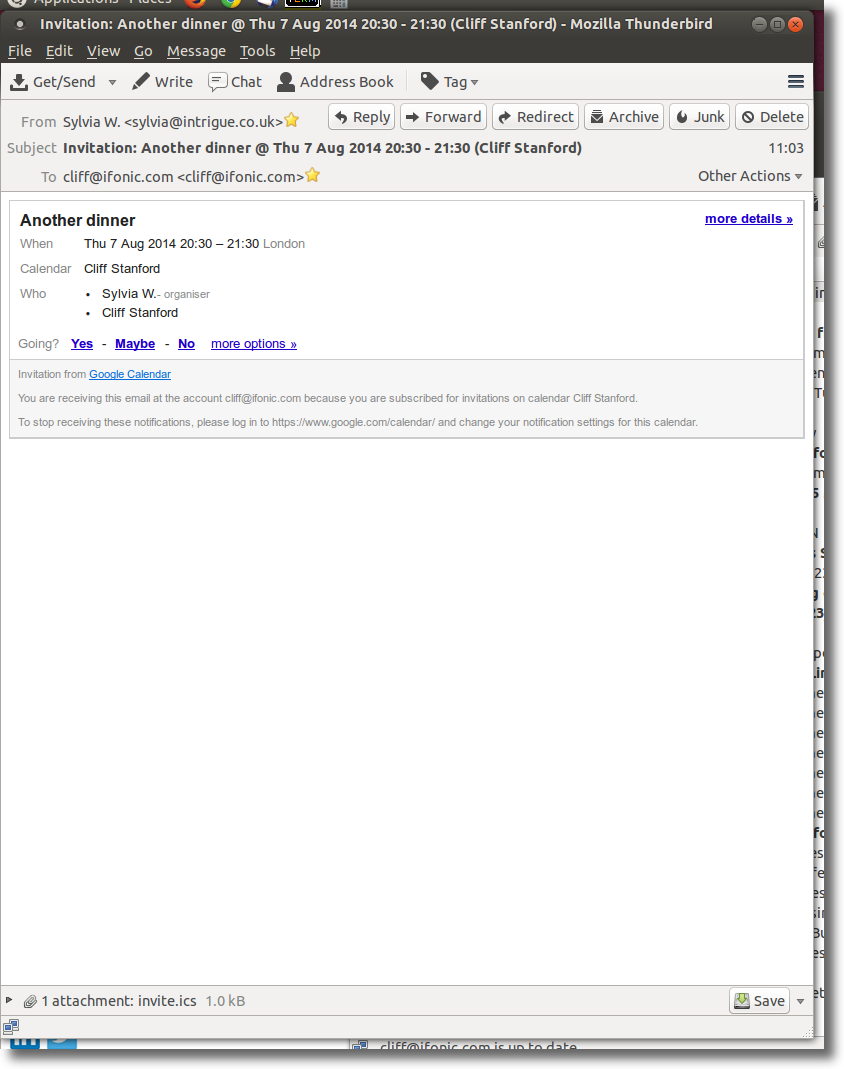 Applications Places
Invitation: Another dinner @ Thu 7 Aug 2014 20:30 - 21:30 (Cliff Stanford) - Mozilla Thunderbird
File Edit View Go Message Tools Help
Get/Send Write Chat Address Book Tag
From Sylvia W. <sylvia@intrigue.co.uk> Reply Forward Redirect Archive Junk Delete
Subject Invitation: Another dinner @ Thu 7 Aug 2014 20:30 - 21:30 (Cliff Stanford) 11:03
To cliff@ifonic.com <cliff@ifonic.com> Other Actions
Another dinner more details »
When Thu 7 Aug 2014 20:30 – 21:30 London
Calendar Cliff Stanford
Who • Sylvia W.- organiser
• Cliff Stanford
Going? Yes - Maybe - No more options »
Invitation from Google Calendar
You are receiving this email at the account cliff@ifonic.com because you are subscribed for invitations on calendar Cliff Stanford.
To stop receiving these notifications, please log in to https://www.google.com/calendar/ and change your notification settings for this calendar.
1 attachment: invite.ics 1.0 kB Save
cliff@ifonic.com is up to date